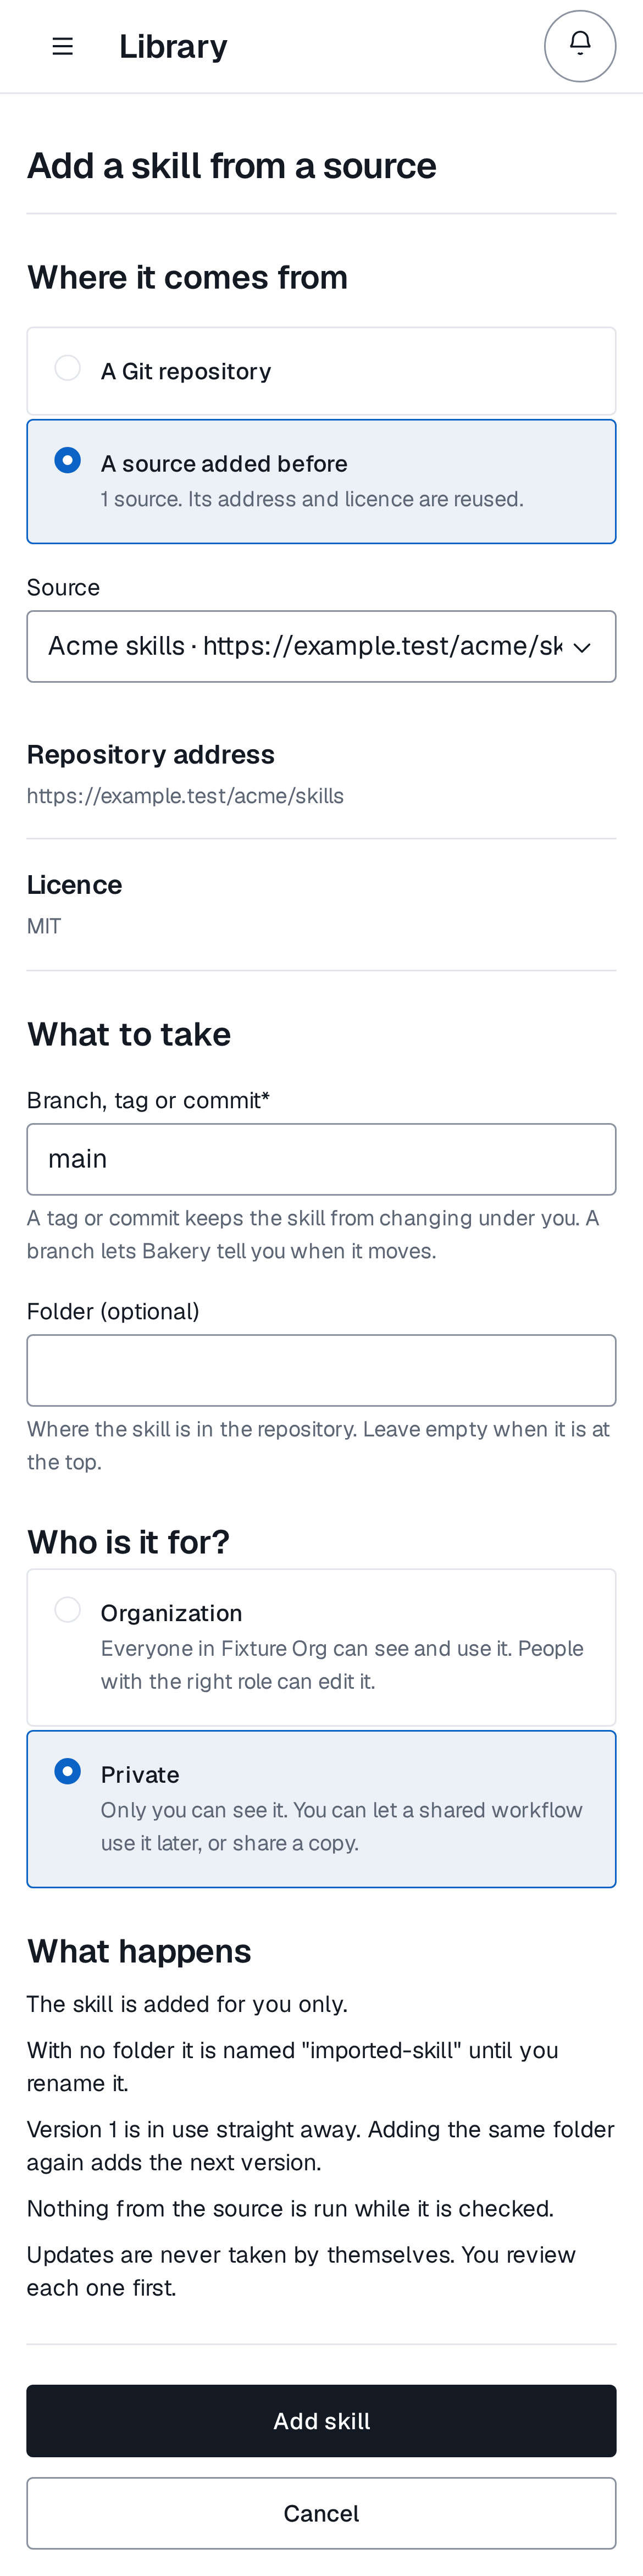 Library
Add a skill from a source
Where it comes from
A Git repository
A source added before
1 source. Its address and licence are reused.
Source
Acme skills · https://example.test/acme/sk
Repository address
https://example.test/acme/skills
Licence
MIT
What to take
Branch, tag or commit*
main
A tag or commit keeps the skill from changing under you. A
branch lets Bakery tell you when it moves.
Folder (optional)
Where the skill is in the repository. Leave empty when it is at
the top.
Who is it for?
Organization
Everyone in Fixture Org can see and use it. People
with the right role can edit it.
Private
Only you can see it. You can let a shared workflow
use it later, or share a copy.
What happens
The skill is added for you only.
With no folder it is named "imported-skill" until you
rename it.
Version 1 is in use straight away. Adding the same folder
again adds the next version.
Nothing from the source is run while it is checked.
Updates are never taken by themselves. You review
each one first.
Add skill
Cancel